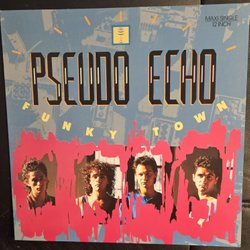 MAXI-SINGLE
12 INCH
PSEUDO ECHO
FUNKY TOWN